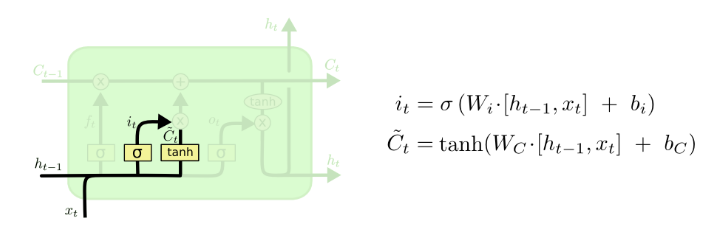 h_t
C_{t-1} C_t
x +
tanh
f_t i_t x o_t x
C̃_t
σ σ tanh σ
h_{t-1} h_t
x_t
i_t = σ (W_i·[h_{t-1}, x_t] + b_i)
C̃_t = tanh(W_C·[h_{t-1}, x_t] + b_C)